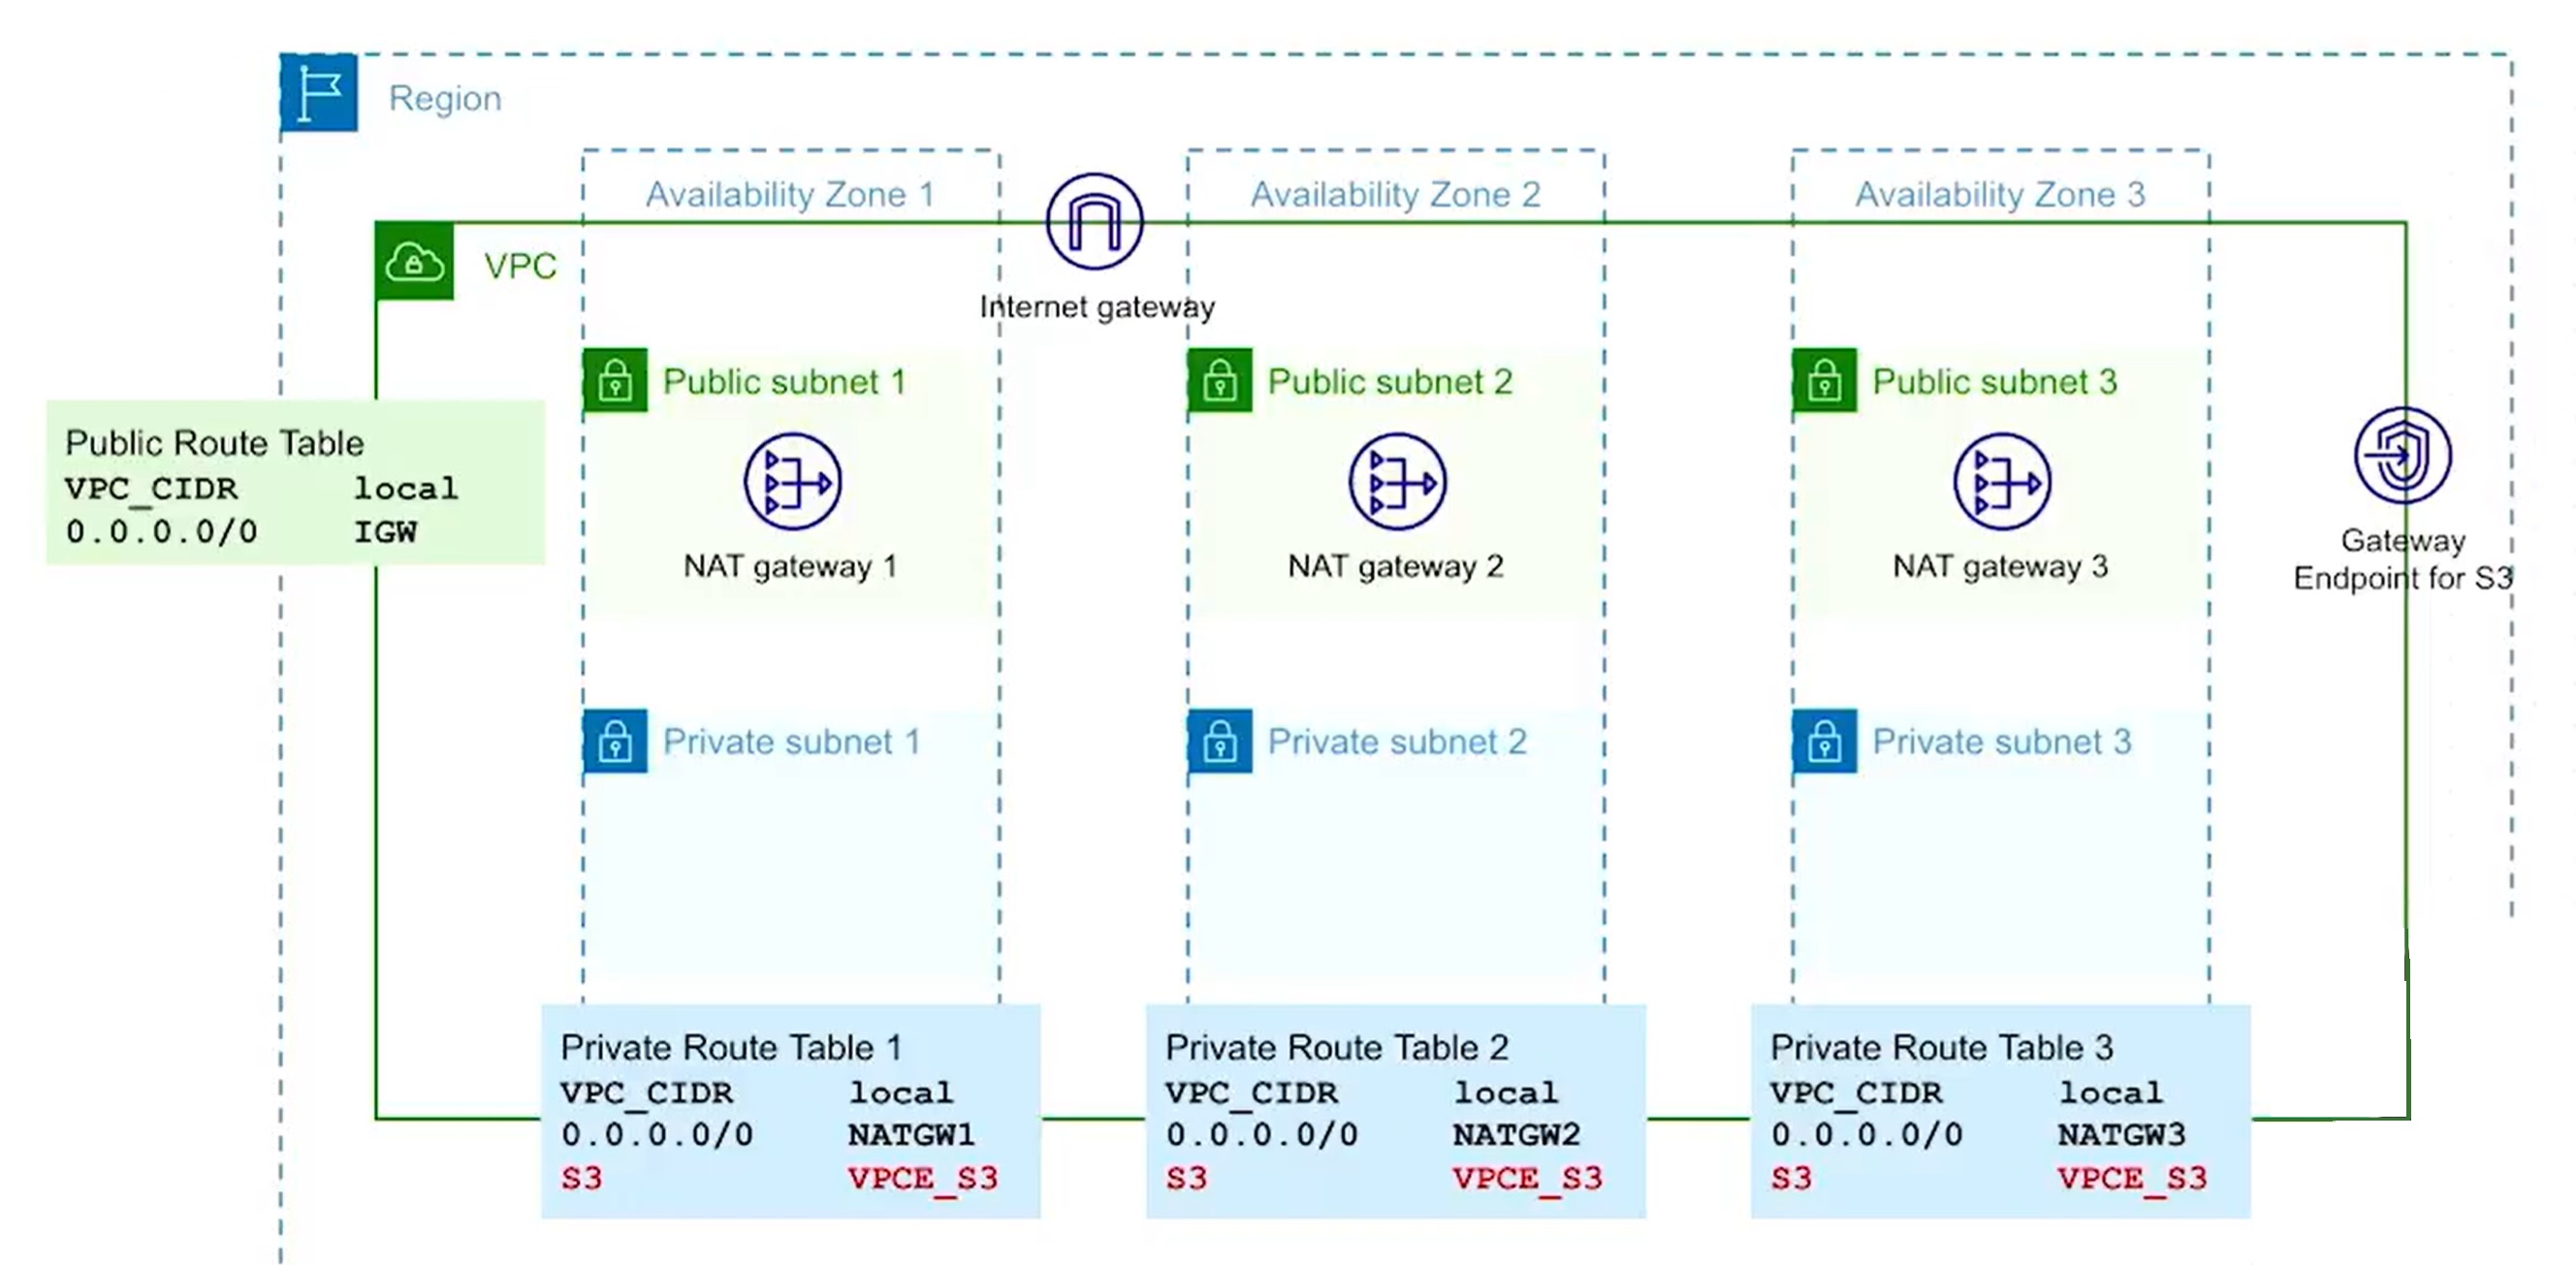 Region
Availability Zone 1
Availability Zone 2
Availability Zone 3
VPC
Internet gateway
Public subnet 1
Public subnet 2
Public subnet 3
Public Route Table
VPC_CIDR local
0.0.0.0/0 IGW
NAT gateway 1
NAT gateway 2
NAT gateway 3
Gateway
Endpoint for S3
Private subnet 1
Private subnet 2
Private subnet 3
Private Route Table 1
VPC_CIDR local
0.0.0.0/0 NATGW1
S3 VPCE_S3
Private Route Table 2
VPC_CIDR local
0.0.0.0/0 NATGW2
S3 VPCE_S3
Private Route Table 3
VPC_CIDR local
0.0.0.0/0 NATGW3
S3 VPCE_S3